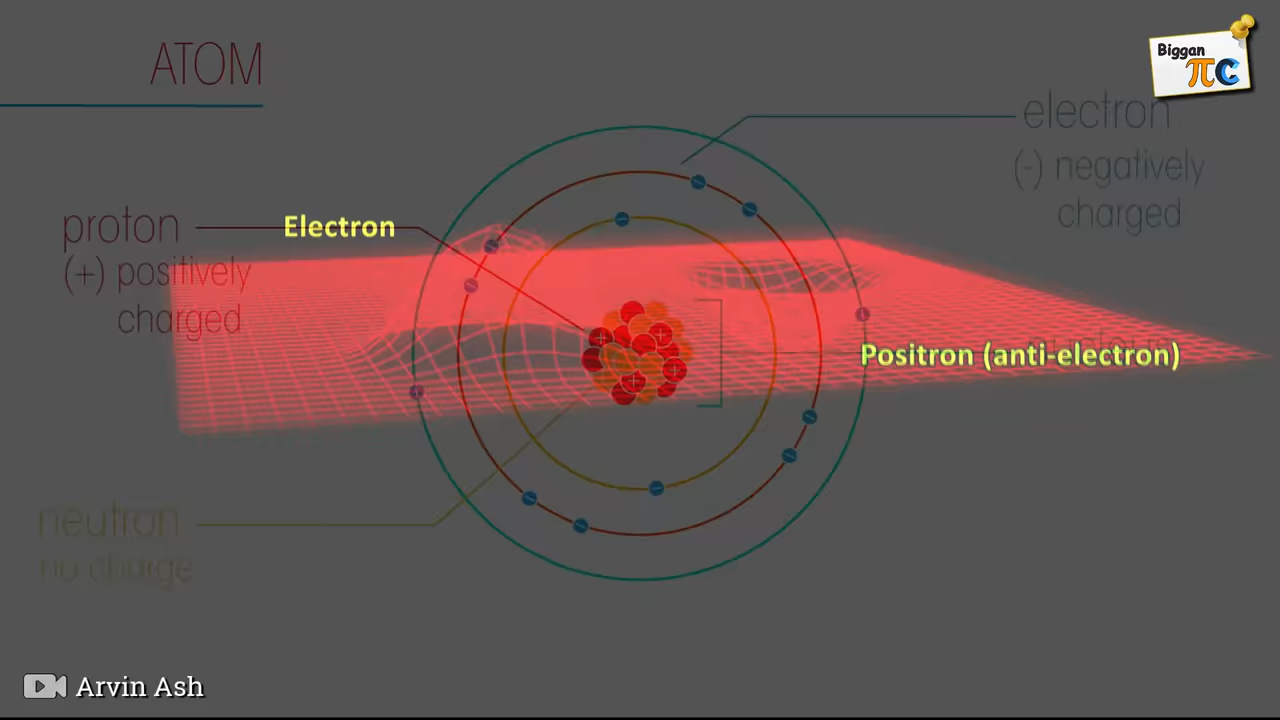 ATOM
Biggan
πC
electron
(-) negatively
charged
proton
(+) positively
charged
Electron
Positron (anti-electron)
neutron
no charge
Arvin Ash